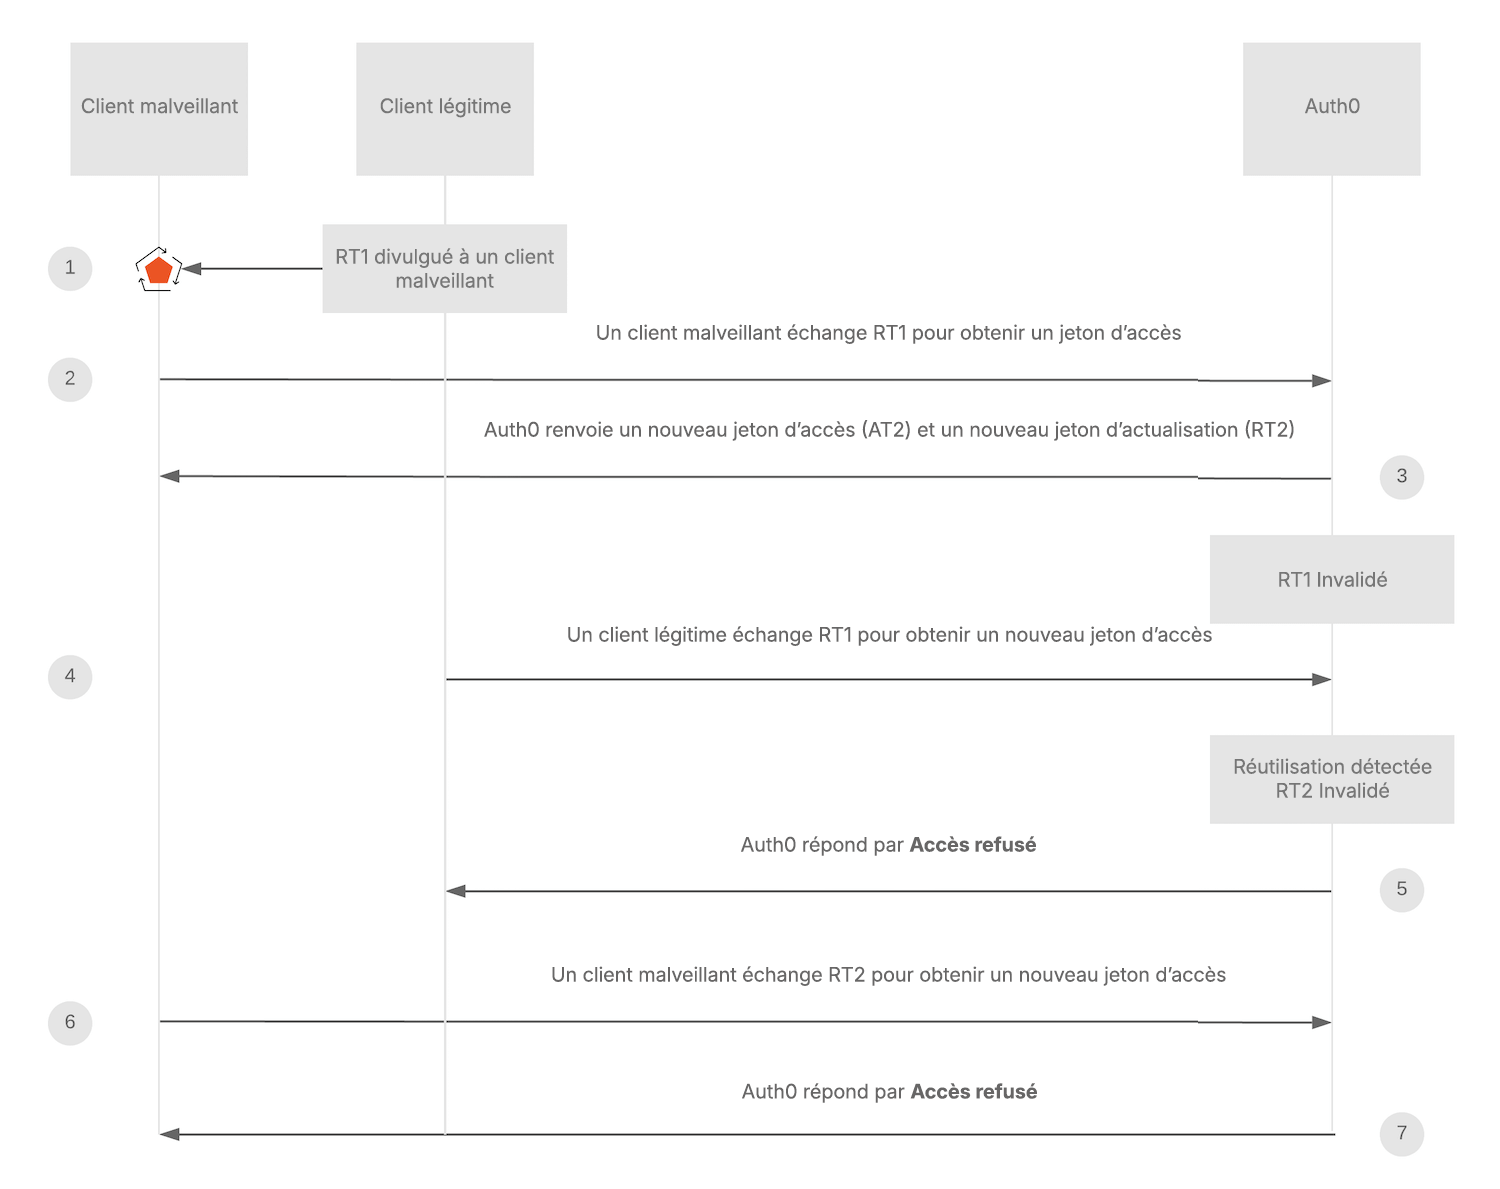 Client malveillant
Client légitime
Auth0
1
RT1 divulgué à un client
malveillant
Un client malveillant échange RT1 pour obtenir un jeton d’accès
2
Auth0 renvoie un nouveau jeton d’accès (AT2) et un nouveau jeton d’actualisation (RT2)
3
RT1 Invalidé
Un client légitime échange RT1 pour obtenir un nouveau jeton d’accès
4
Réutilisation détectée
RT2 Invalidé
Auth0 répond par Accès refusé
5
Un client malveillant échange RT2 pour obtenir un nouveau jeton d’accès
6
Auth0 répond par Accès refusé
7